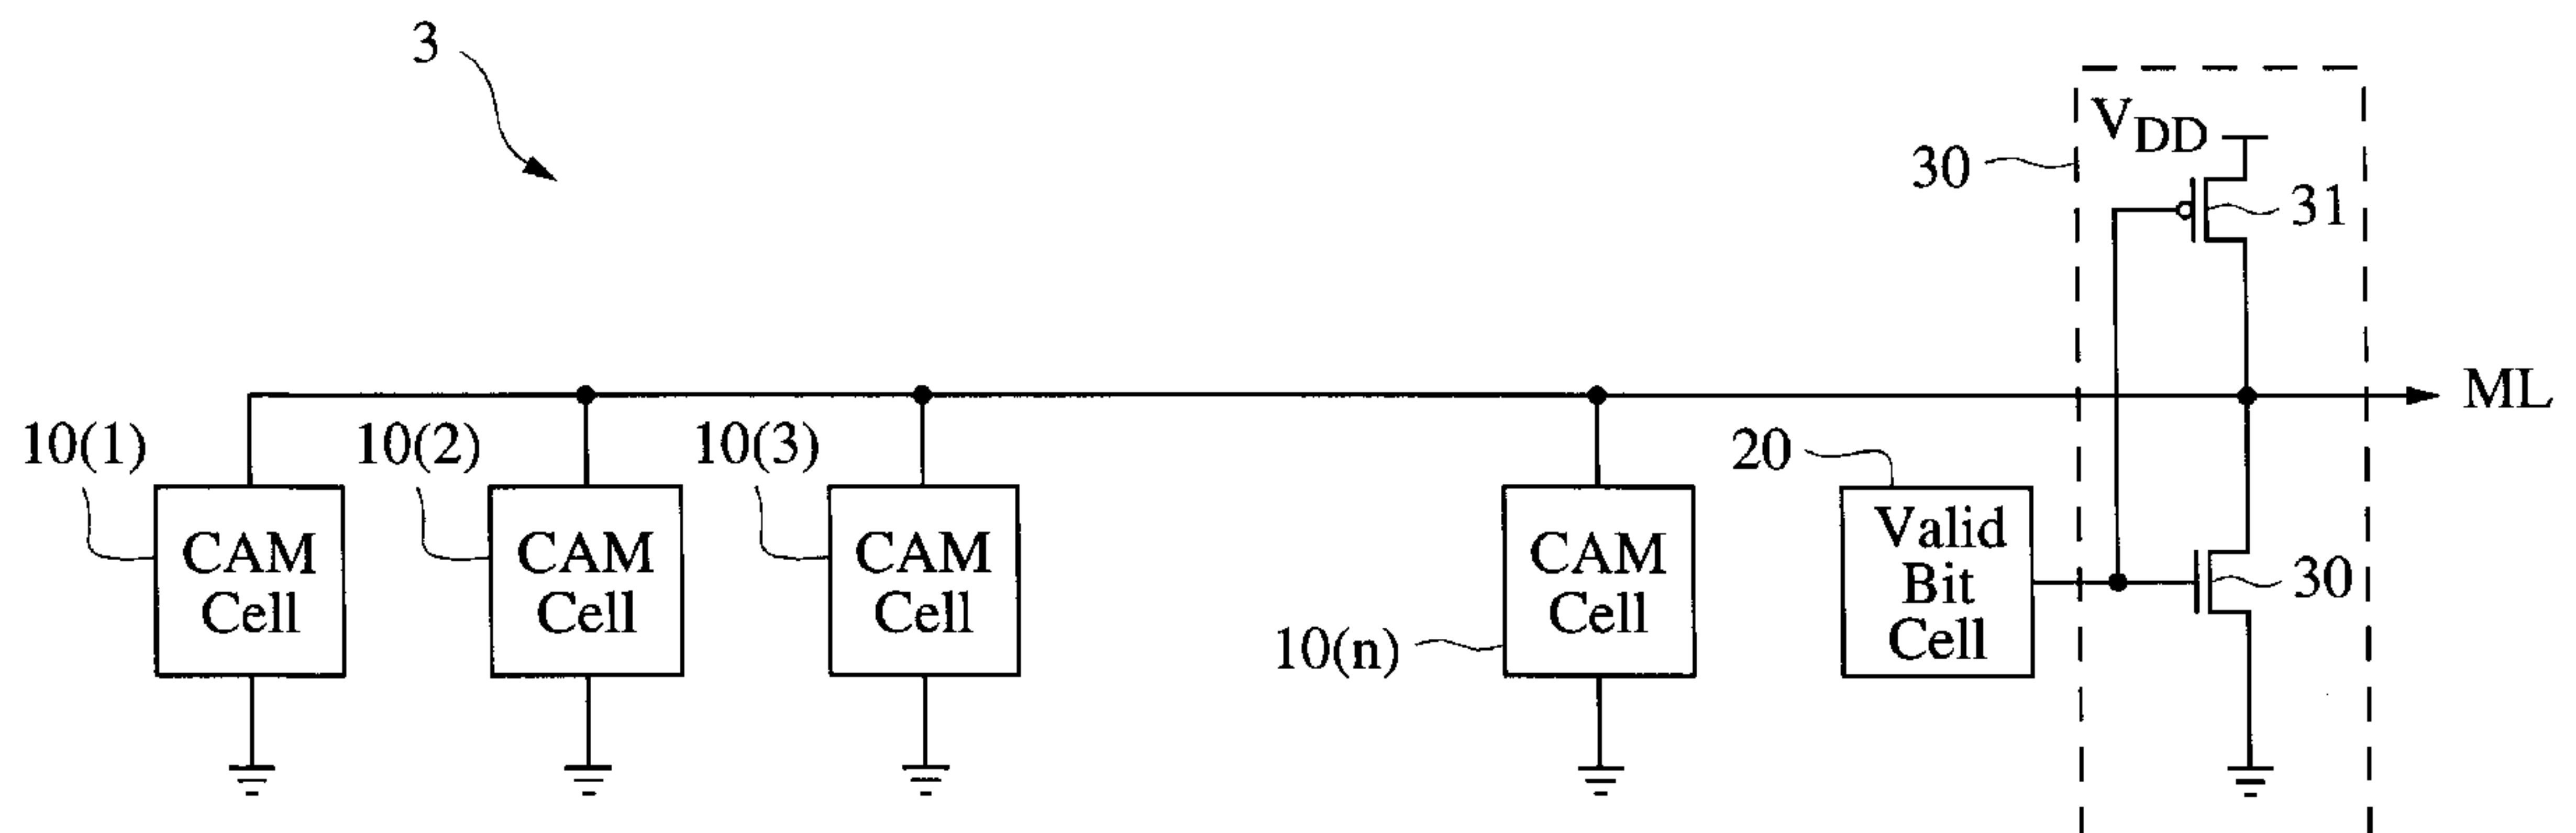 3
VDD
30
31
ML
10(1)
10(2)
10(3)
20
CAM
Cell
CAM
Cell
CAM
Cell
CAM
Cell
Valid
Bit
Cell
30
10(n)